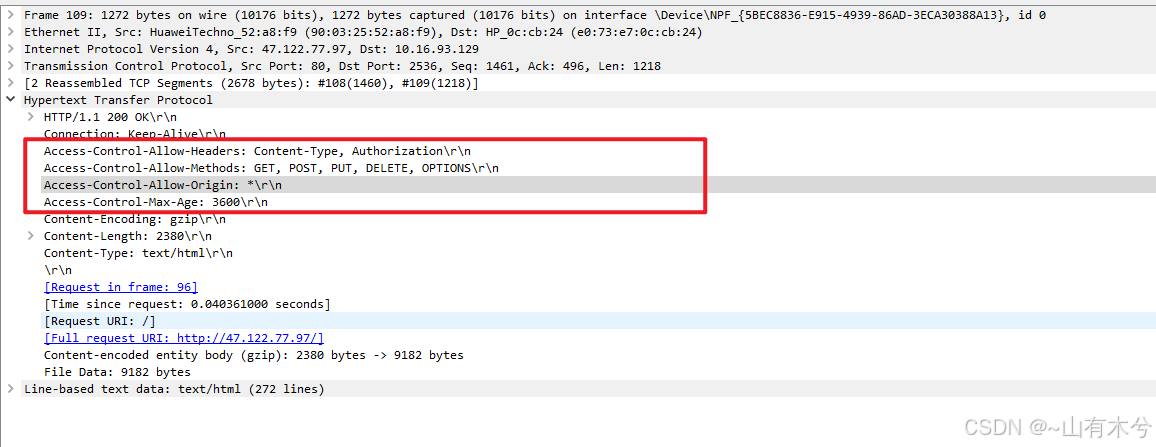 Frame 109: 1272 bytes on wire (10176 bits), 1272 bytes captured (10176 bits) on interface \Device\NPF_{5BEC8836-E915-4939-86AD-3ECA30388A13}, id 0
Ethernet II, Src: HuaweiTechno_52:a8:f9 (90:03:25:52:a8:f9), Dst: HP_0c:cb:24 (e0:73:e7:0c:cb:24)
Internet Protocol Version 4, Src: 47.122.77.97, Dst: 10.16.93.129
Transmission Control Protocol, Src Port: 80, Dst Port: 2536, Seq: 1461, Ack: 496, Len: 1218
[2 Reassembled TCP Segments (2678 bytes): #108(1460), #109(1218)]
Hypertext Transfer Protocol
HTTP/1.1 200 OK\r\n
Connection: Keep-Alive\r\n
Access-Control-Allow-Headers: Content-Type, Authorization\r\n
Access-Control-Allow-Methods: GET, POST, PUT, DELETE, OPTIONS\r\n
Access-Control-Allow-Origin: *\r\n
Access-Control-Max-Age: 3600\r\n
Content-Encoding: gzip\r\n
Content-Length: 2380\r\n
Content-Type: text/html\r\n
\r\n
[Request in frame: 96]
[Time since request: 0.040361000 seconds]
[Request URI: /]
[Full request URI: http://47.122.77.97/]
Content-encoded entity body (gzip): 2380 bytes -> 9182 bytes
File Data: 9182 bytes
Line-based text data: text/html (272 lines)
CSDN @~山有木兮